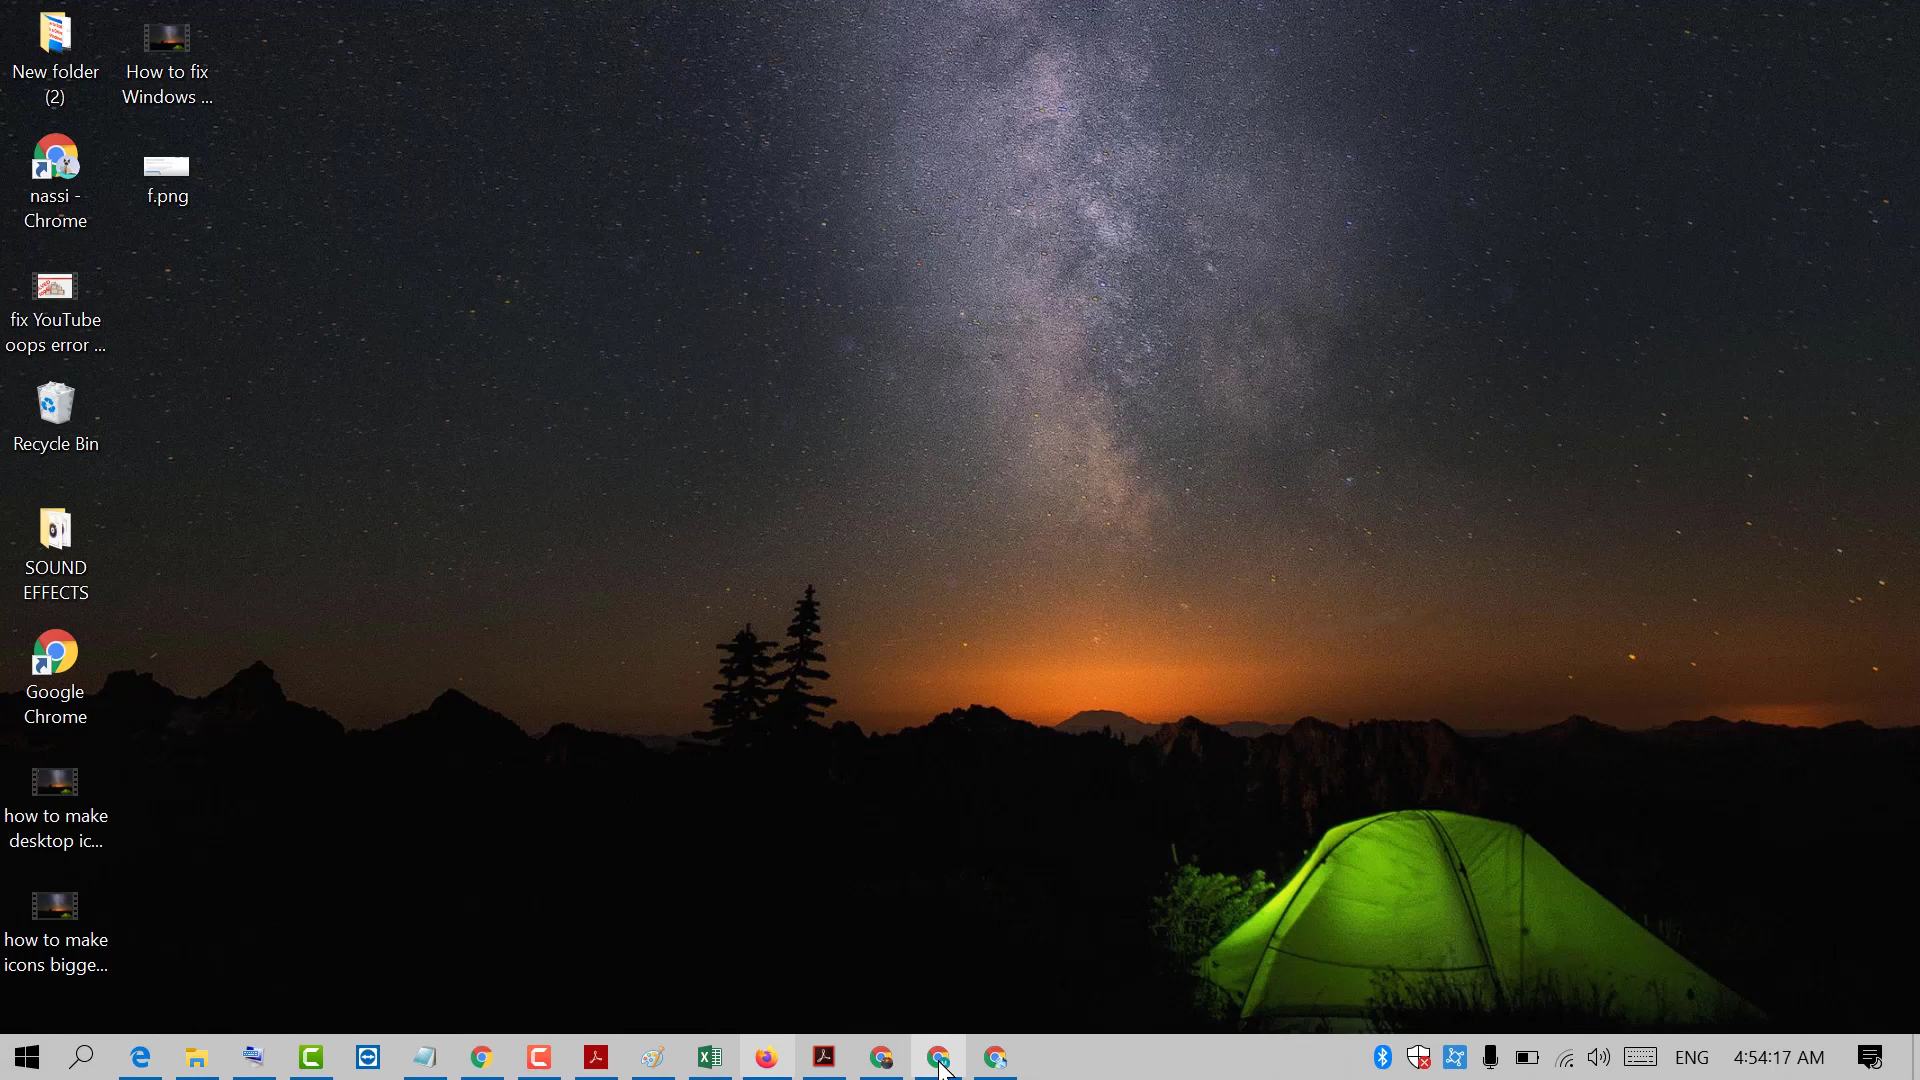 New folder
(2)
How to fix
Windows ...
nassi -
Chrome
f.png
fix YouTube
oops error ...
Recycle Bin
SOUND
EFFECTS
Google
Chrome
how to make
desktop ic...
how to make
icons bigge...
ENG
4:54:17 AM